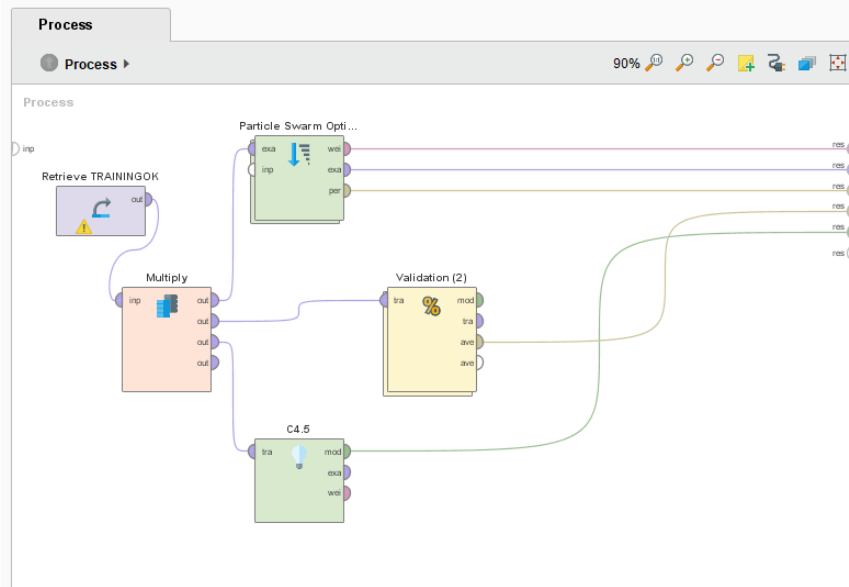 Process
Process
90%
Process
inp
Particle Swarm Opti...
exa
inp
wei
exa
per
res
res
res
res
res
res
Retrieve TRAININGOK
out
Multiply
inp
out
out
out
out
Validation (2)
tra
%
mod
tra
ave
ave
C4.5
tra
mod
exa
wei